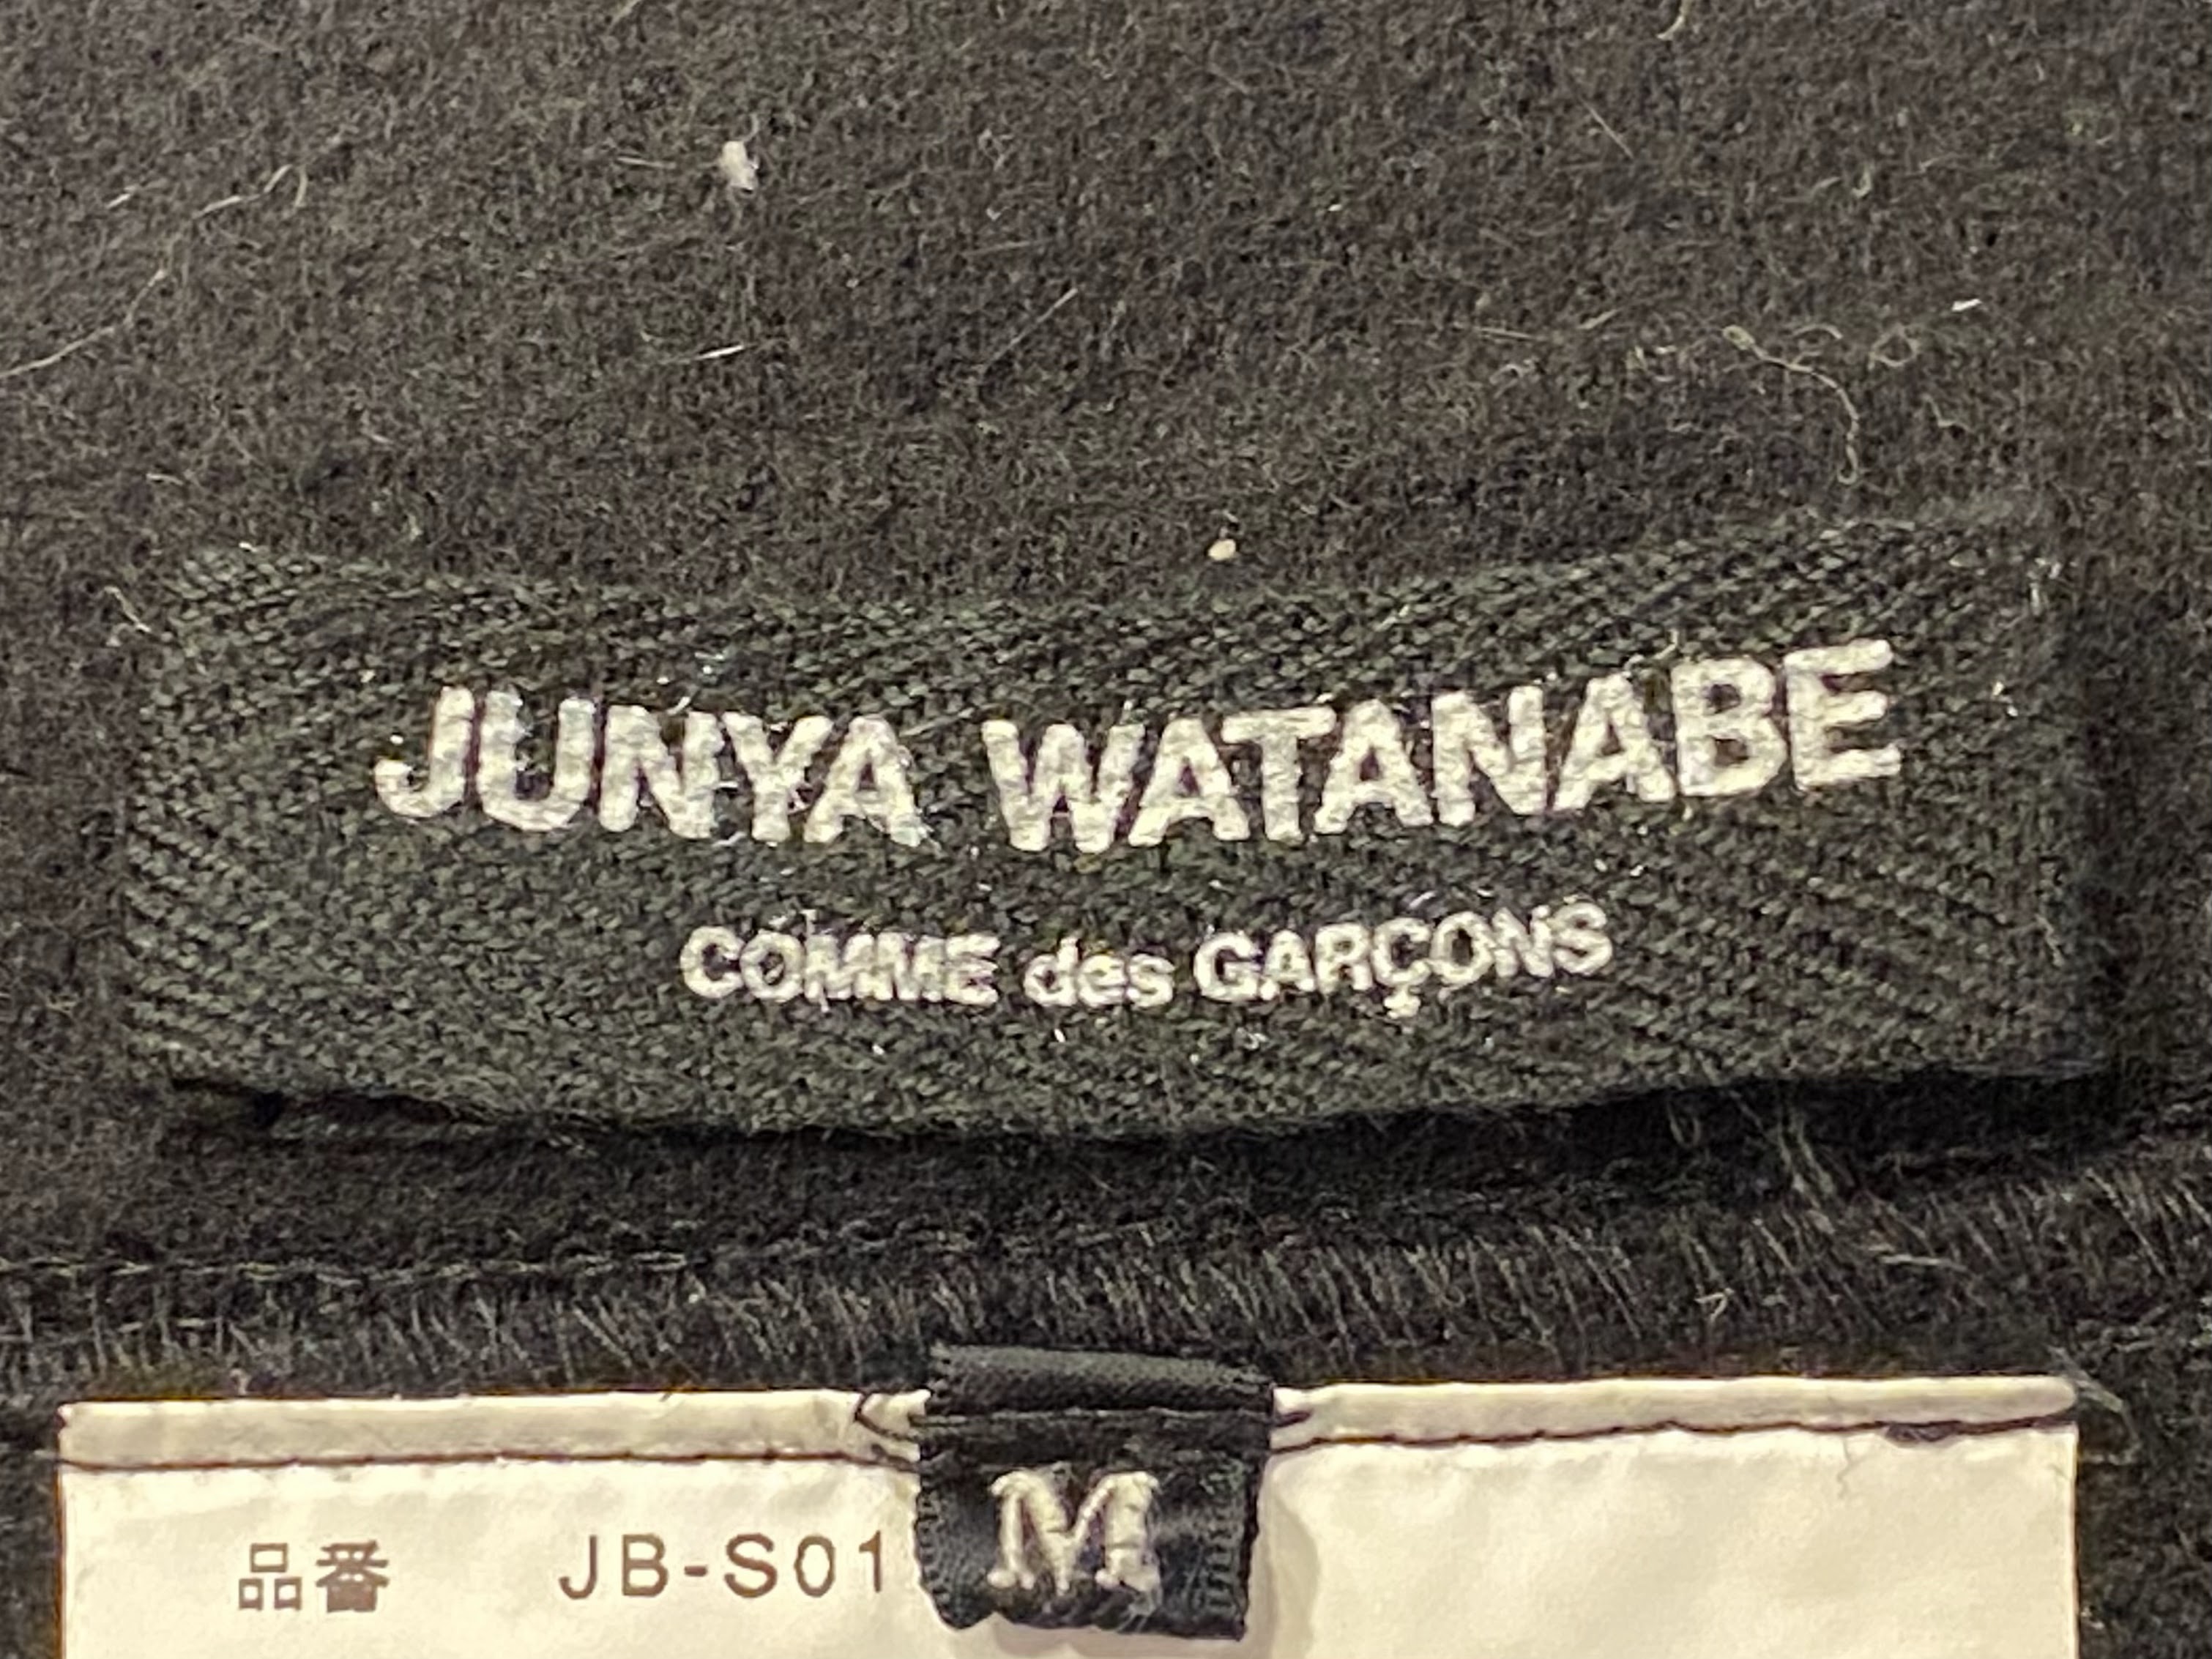 JUNYA WATANABE
COMME des GARÇONS
M
品番 JB-S01